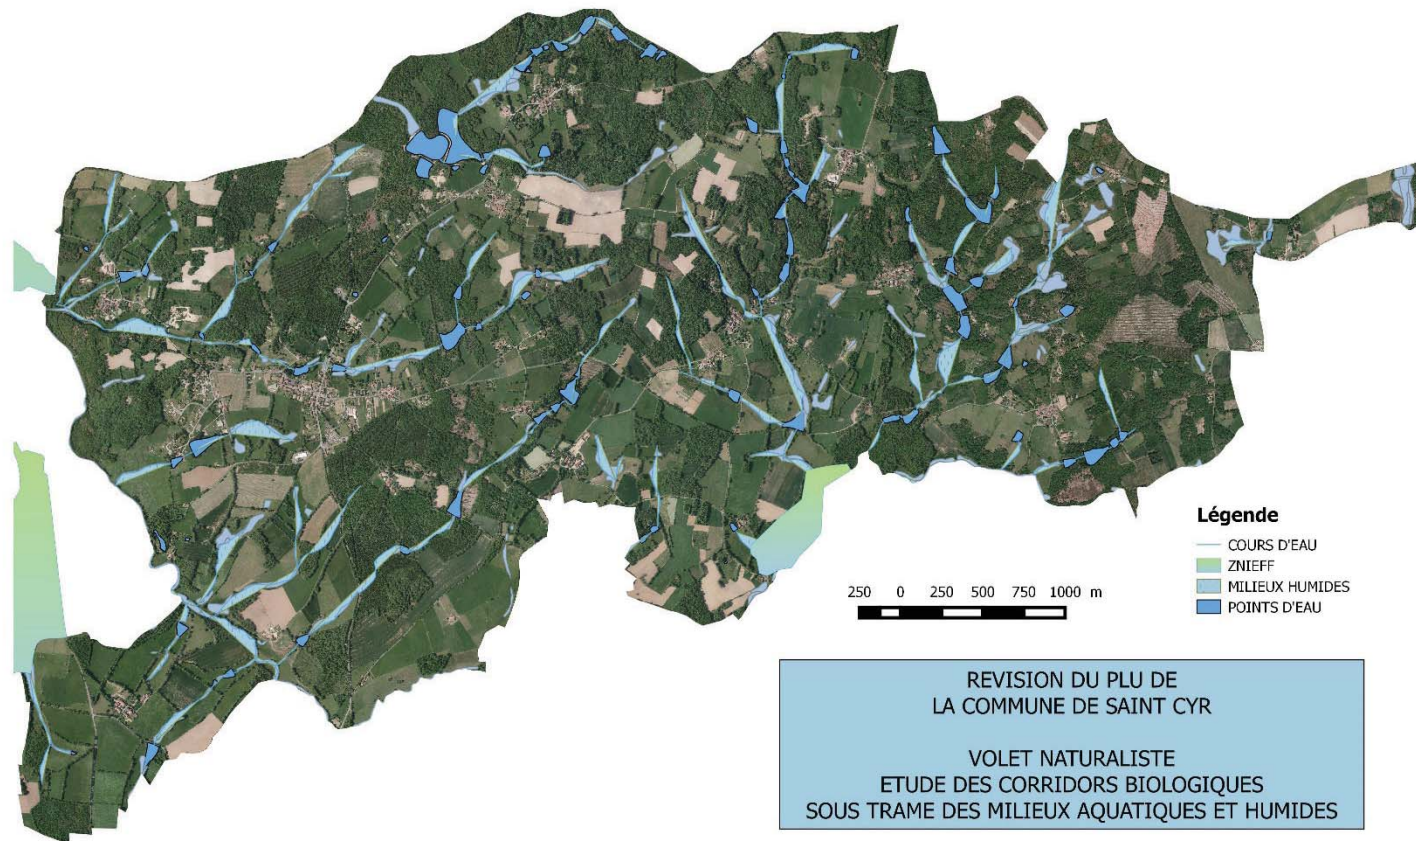 Légende
COURS D'EAU
ZNIEFF
MILIEUX HUMIDES
POINTS D'EAU
250 0 250 500 750 1000 m
REVISION DU PLU DE
LA COMMUNE DE SAINT CYR
VOLET NATURALISTE
ETUDE DES CORRIDORS BIOLOGIQUES
SOUS TRAME DES MILIEUX AQUATIQUES ET HUMIDES